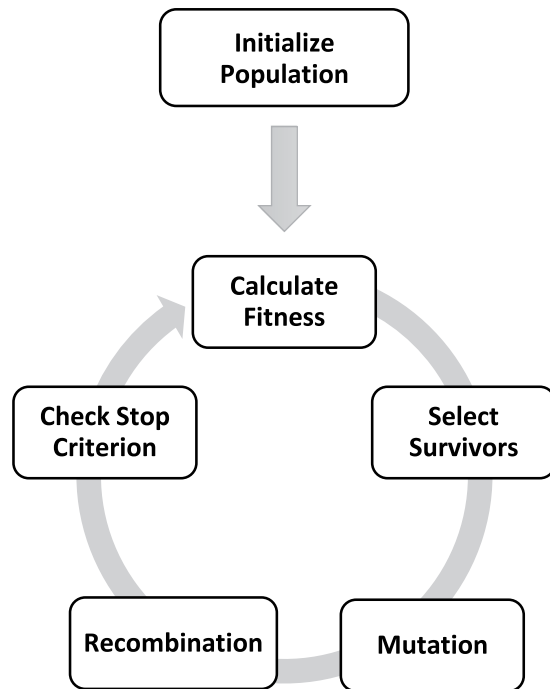 Initialize
Population
Calculate
Fitness
Select
Survivors
Mutation
Recombination
Check Stop
Criterion